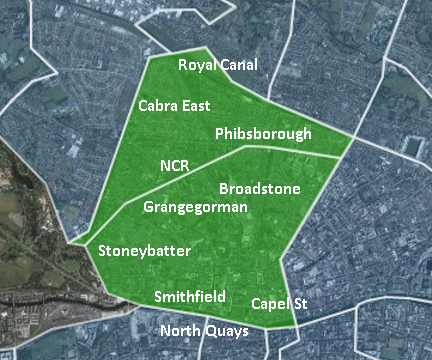 Royal Canal
Cabra East
Phibsborough
NCR
Broadstone
Grangegorman
Stoneybatter
Smithfield
Capel St
North Quays